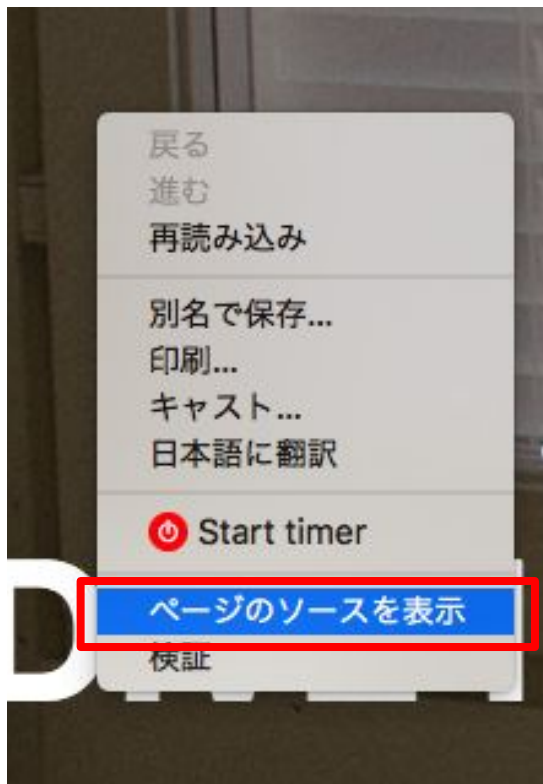 戻る
進む
再読み込み
別名で保存...
印刷...
キャスト...
日本語に翻訳
Start timer
ページのソースを表示
検証